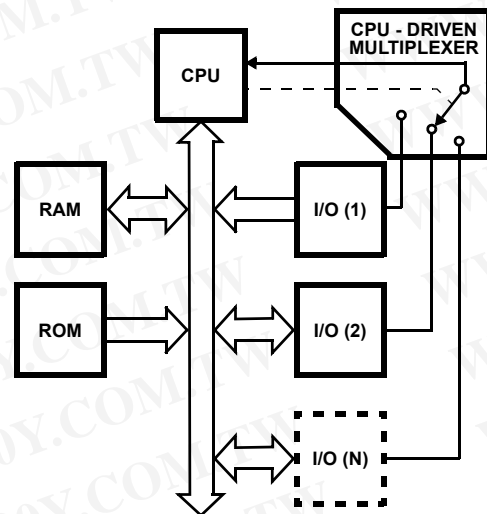 CPU - DRIVEN
MULTIPLEXER
CPU
RAM
I/O (1)
ROM
I/O (2)
I/O (N)